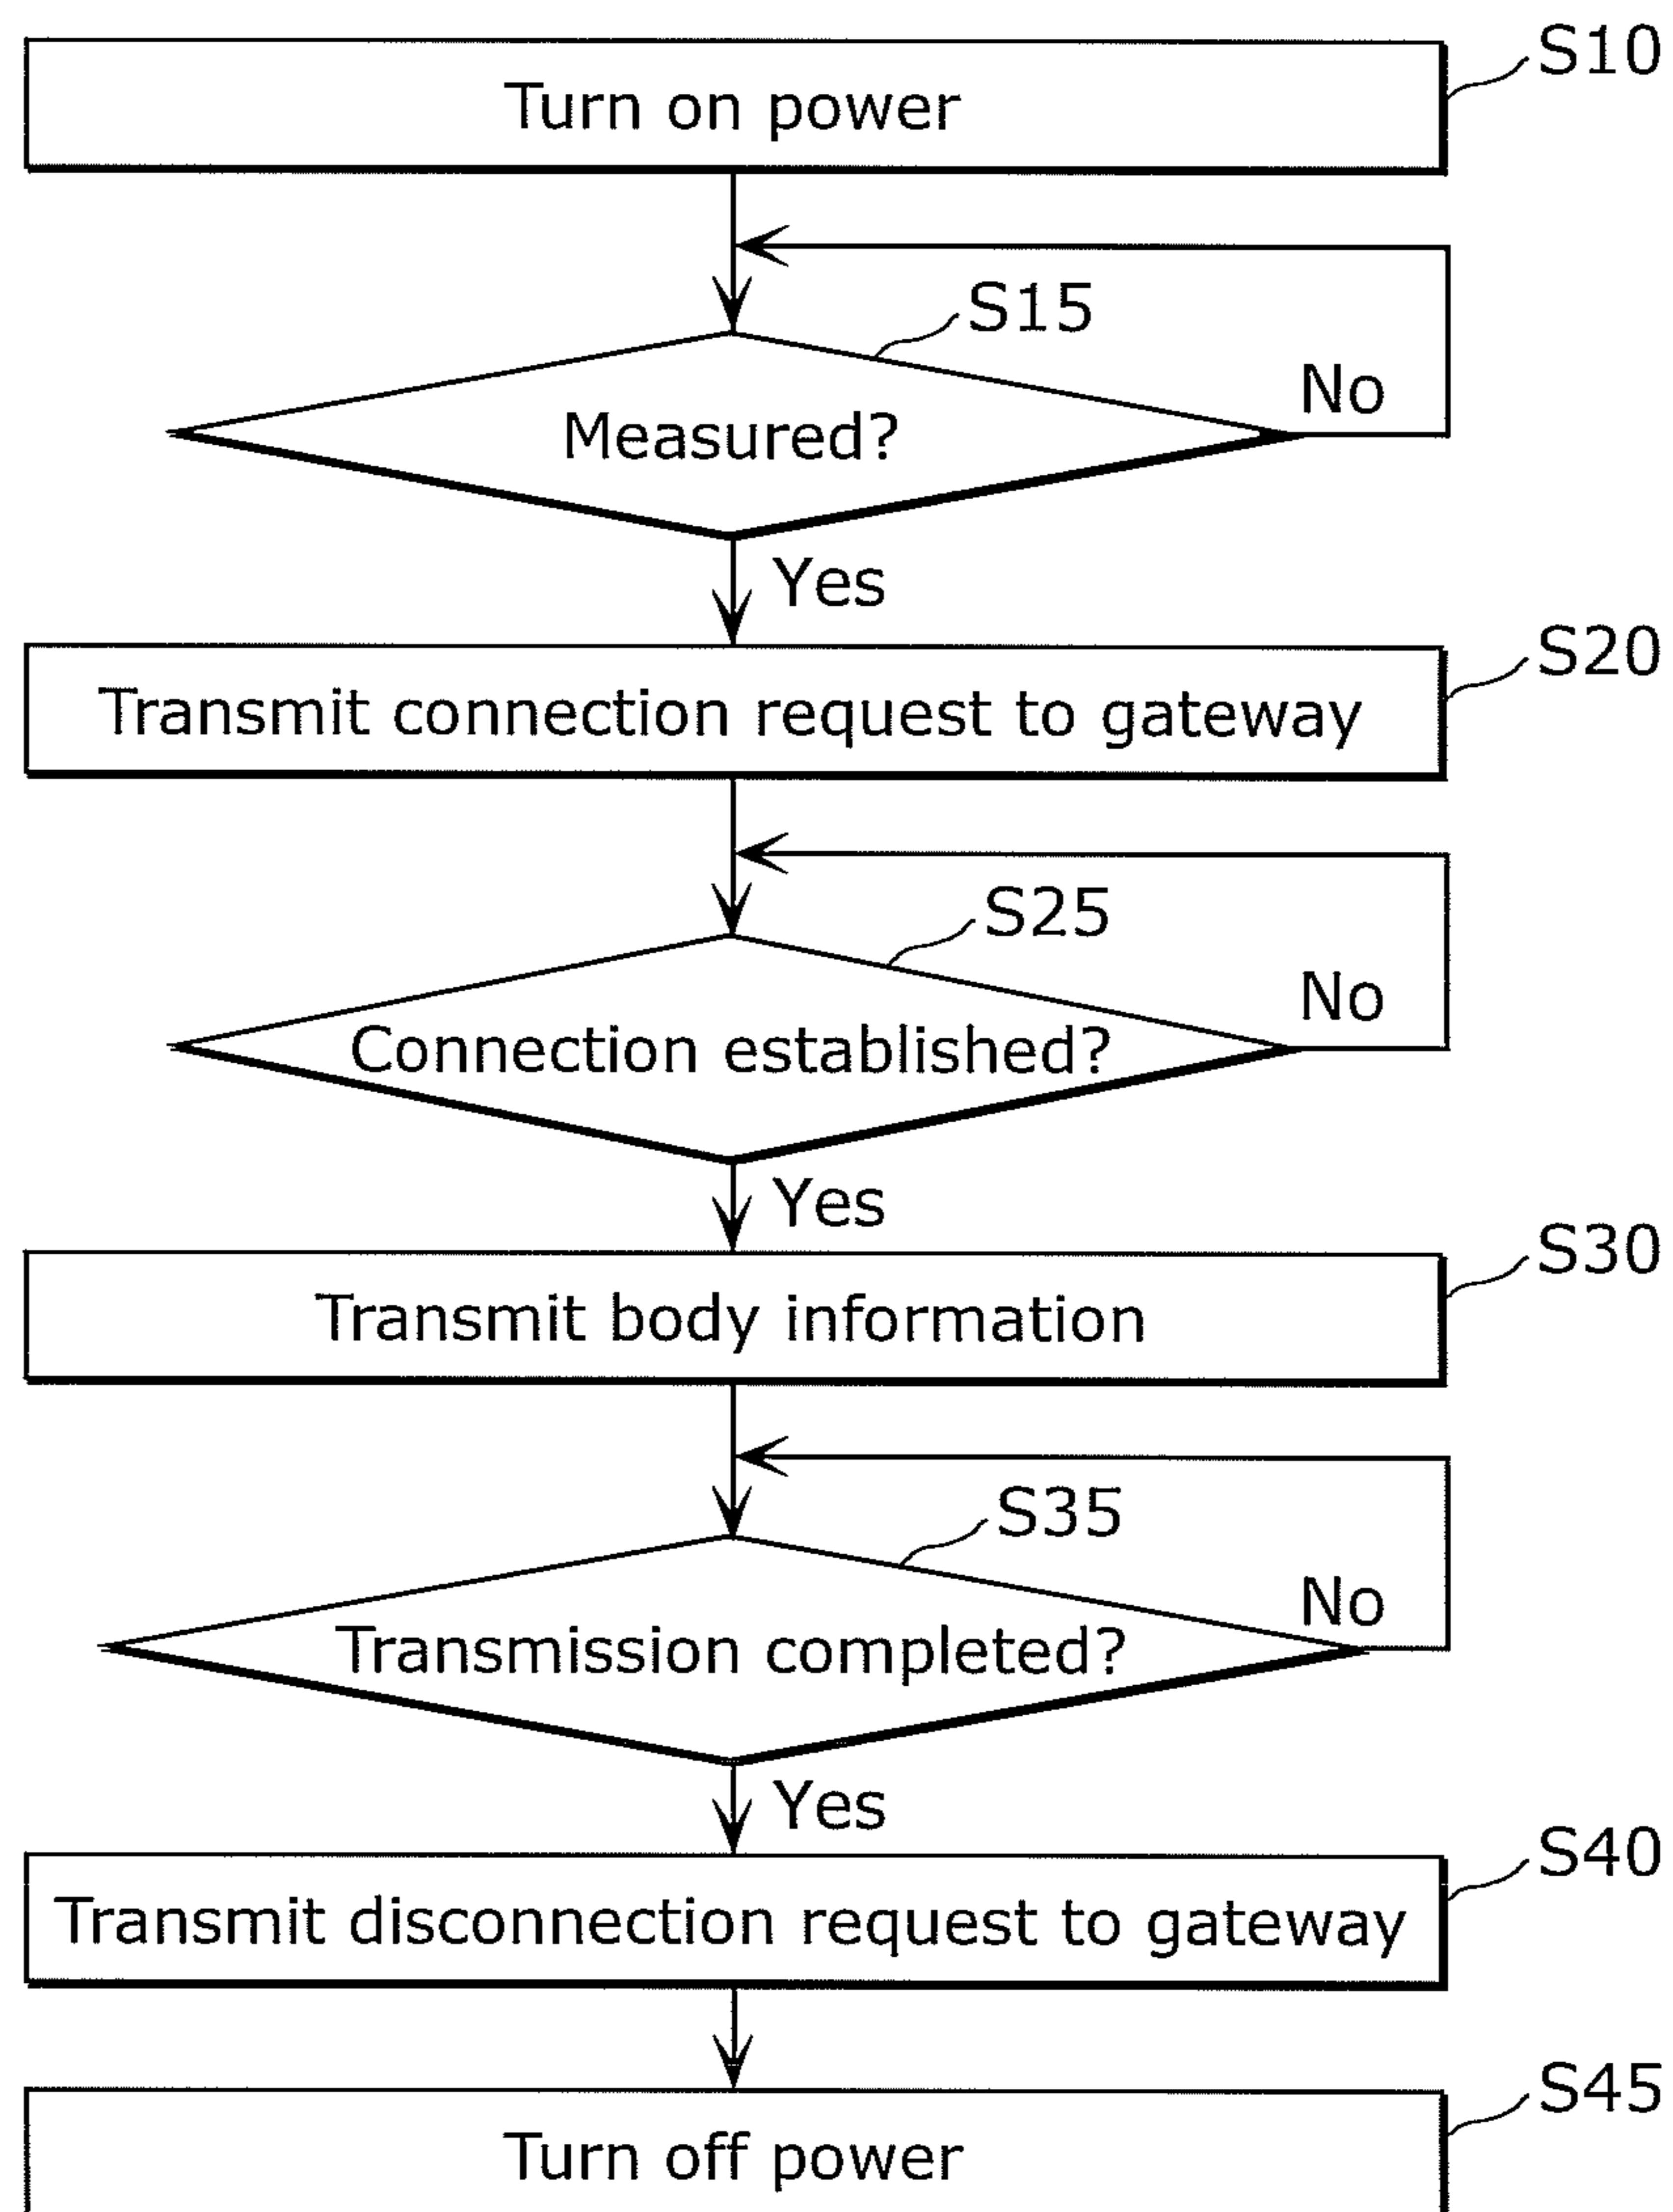 S10
Turn on power
S15
Measured?
No
Yes
S20
Transmit connection request to gateway
S25
Connection established?
No
Yes
S30
Transmit body information
S35
Transmission completed?
No
Yes
S40
Transmit disconnection request to gateway
S45
Turn off power